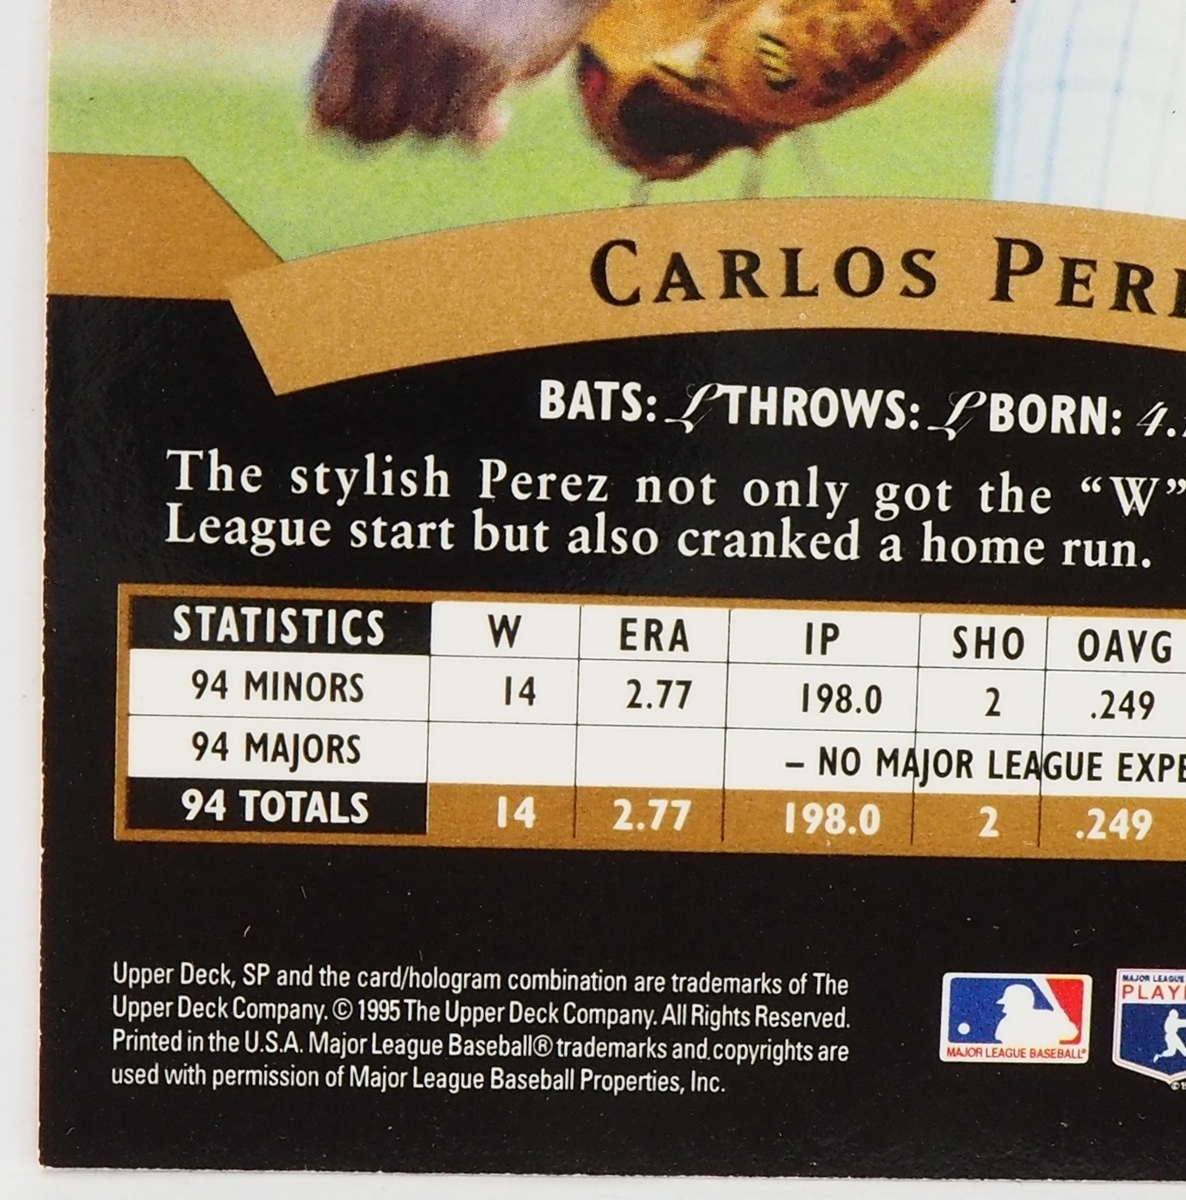 CARLOS
BATS: L THROWS: L BORN: 4.
The stylish Perez not only got the “W”
League start but also cranked a home run.
STATISTICS W ERA IP SHO OAVG
94 MINORS 14 2.77 198.0 2 .249
94 MAJORS – NO MAJOR LEAGUE
94 TOTALS 14 2.77 198.0 2 .249
Upper Deck, SP and the card/hologram combination are trademarks of The
Upper Deck Company. © 1995 The Upper Deck Company. All Rights Reserved.
Printed in the U.S.A. Major League Baseball® trademarks and copyrights are
used with permission of Major League Baseball Properties, Inc.
MAJOR LEAGUE BASEBALL
MAJOR LEAGUE